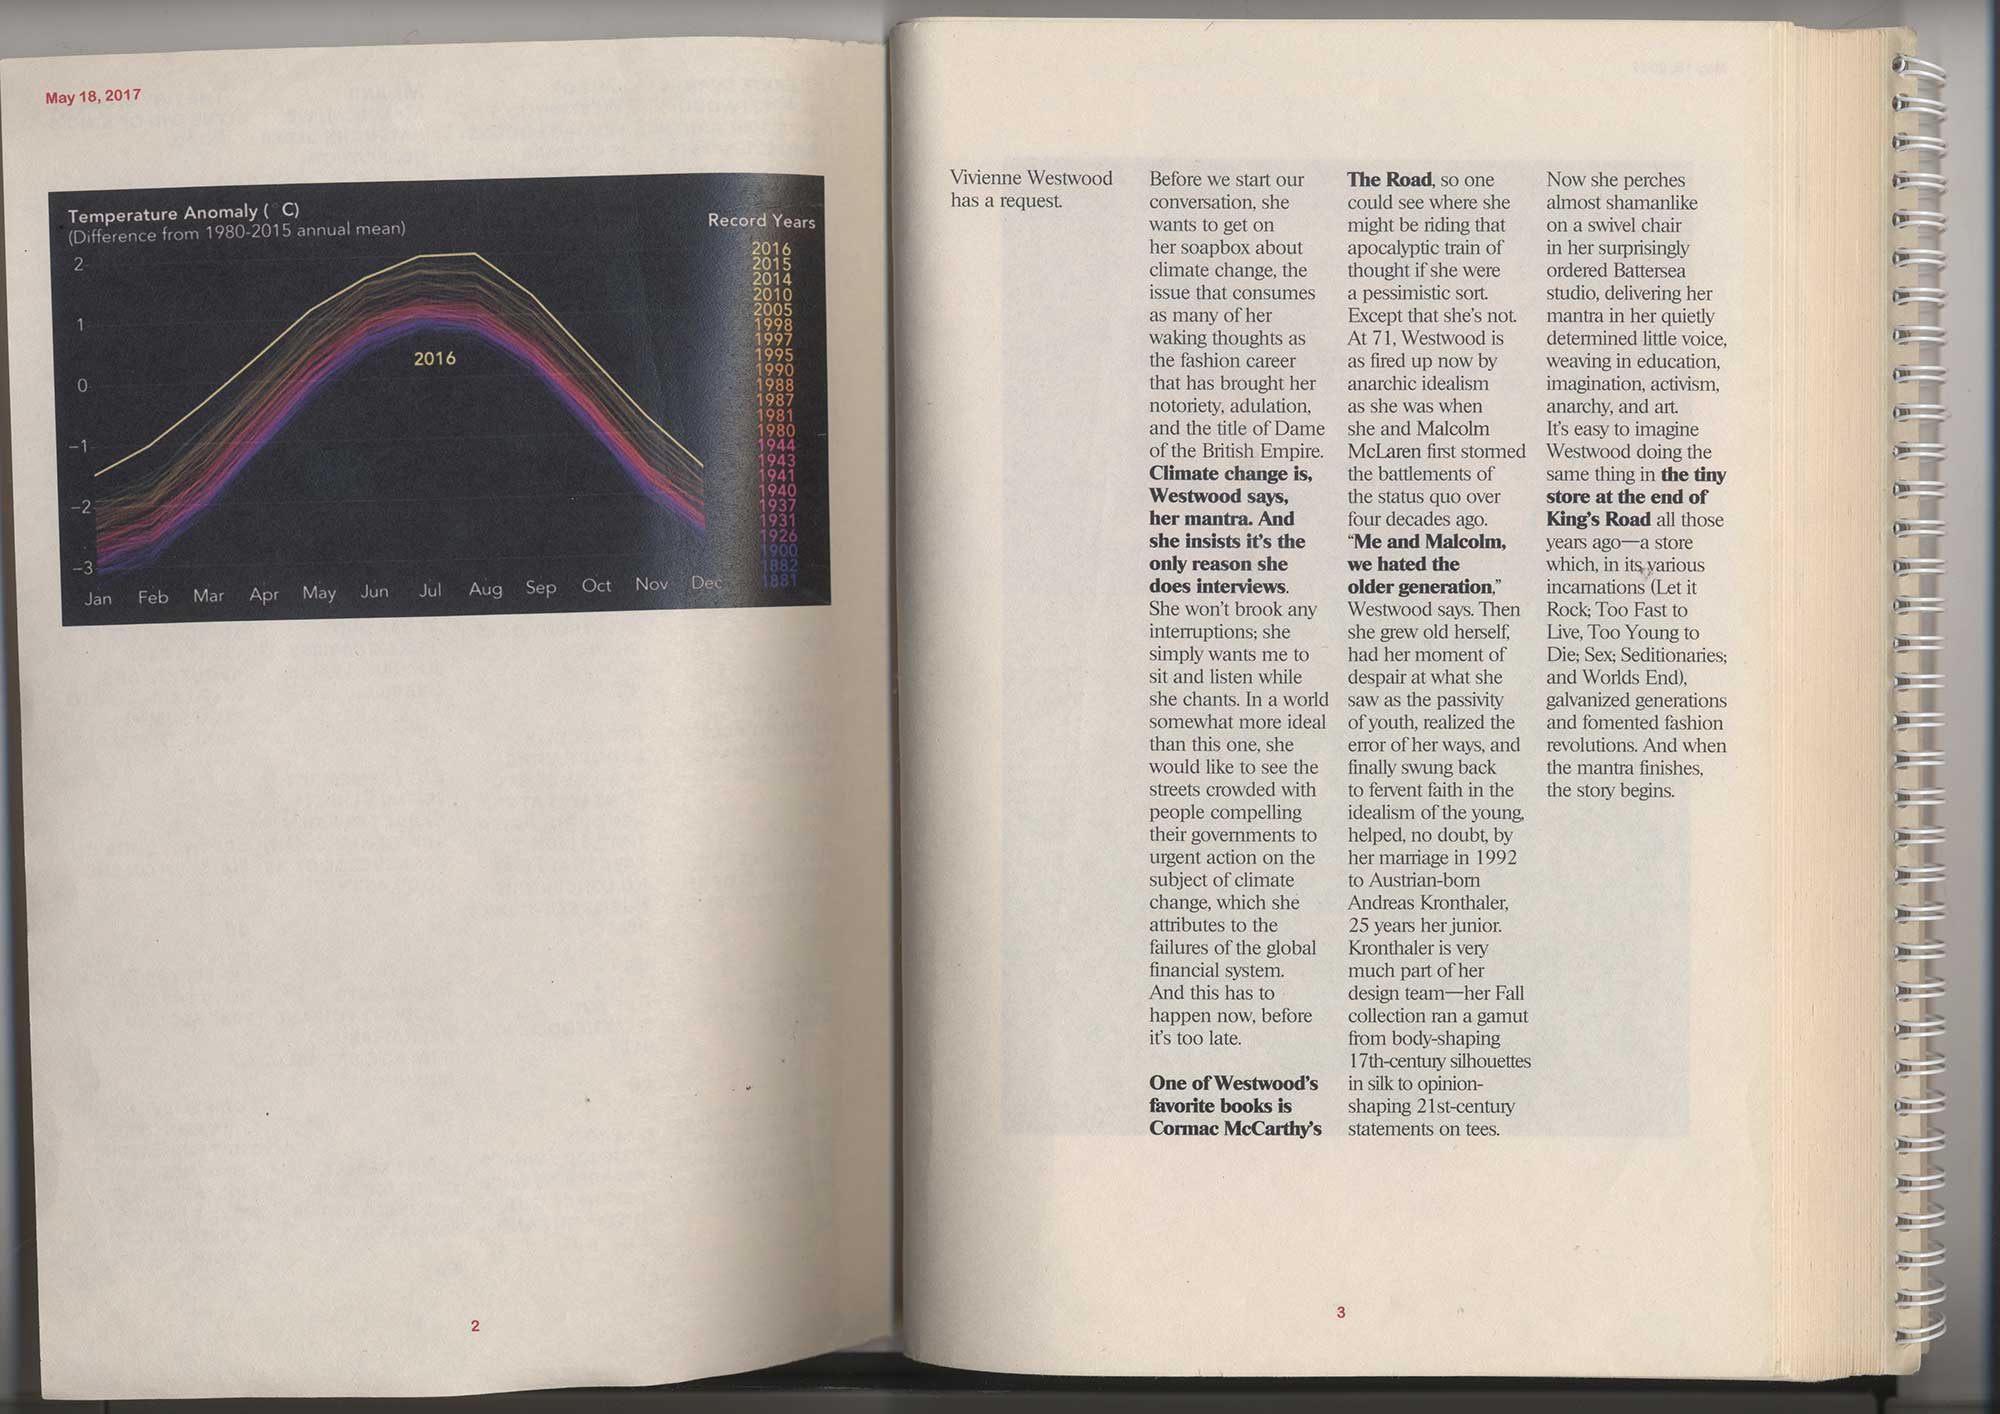 May 18, 2017
Temperature Anomaly (°C)
(Difference from 1980-2015 annual mean)
Record Years
2016
2015
2014
2010
2005
1998
1997
1995
1990
1988
1987
1981
1980
1944
1943
1941
1940
1937
1931
1926
1900
1882
1881
2
1
0
-1
-2
-3
2016
Jan Feb Mar Apr May Jun Jul Aug Sep Oct Nov Dec
2
Vivienne Westwood
has a request.
Before we start our
conversation, she
wants to get on
her soapbox about
climate change, the
issue that consumes
as many of her
waking thoughts as
the fashion career
that has brought her
notoriety, adulation,
and the title of Dame
of the British Empire.
Climate change is,
Westwood says,
her mantra. And
she insists it's the
only reason she
does interviews.
She won't brook any
interruptions; she
simply wants me to
sit and listen while
she chants. In a world
somewhat more ideal
than this one, she
would like to see the
streets crowded with
people compelling
their governments to
urgent action on the
subject of climate
change, which she
attributes to the
failures of the global
financial system.
And this has to
happen now, before
it's too late.
One of Westwood's
favorite books is
Cormac McCarthy's
The Road, so one
could see where she
might be riding that
apocalyptic train of
thought if she were
a pessimistic sort.
Except that she's not.
At 71, Westwood is
as fired up now by
anarchic idealism
as she was when
she and Malcolm
McLaren first stormed
the battlements of
the status quo over
four decades ago.
“Me and Malcolm,
we hated the
older generation,”
Westwood says. Then
she grew old herself,
had her moment of
despair at what she
saw as the passivity
of youth, realized the
error of her ways, and
finally swung back
to fervent faith in the
idealism of the young,
helped, no doubt, by
her marriage in 1992
to Austrian-born
Andreas Kronthaler,
25 years her junior.
Kronthaler is very
much part of her
design team—her Fall
collection ran a gamut
from body-shaping
17th-century silhouettes
in silk to opinion-
shaping 21st-century
statements on tees.
Now she perches
almost shamanlike
on a swivel chair
in her surprisingly
ordered Battersea
studio, delivering her
mantra in her quietly
determined little voice,
weaving in education,
imagination, activism,
anarchy, and art.
It's easy to imagine
Westwood doing the
same thing in the tiny
store at the end of
King's Road all those
years ago—a store
which, in its various
incarnations (Let it
Rock; Too Fast to
Live, Too Young to
Die; Sex; Seditionaries;
and Worlds End),
galvanized generations
and fomented fashion
revolutions. And when
the mantra finishes,
the story begins.
3